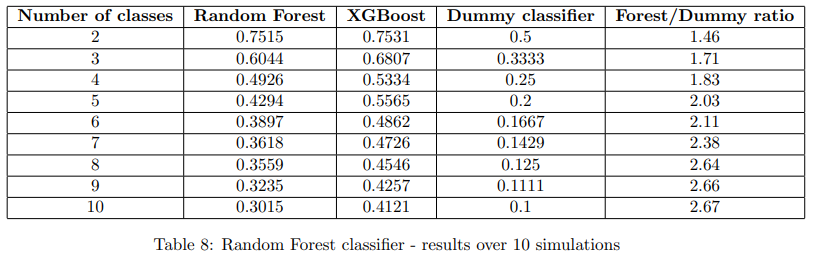 Number of classes Random Forest XGBoost Dummy classifier Forest/Dummy ratio
2 0.7515 0.7531 0.5 1.46
3 0.6044 0.6807 0.3333 1.71
4 0.4926 0.5334 0.25 1.83
5 0.4294 0.5565 0.2 2.03
6 0.3897 0.4862 0.1667 2.11
7 0.3618 0.4726 0.1429 2.38
8 0.3559 0.4546 0.125 2.64
9 0.3235 0.4257 0.1111 2.66
10 0.3015 0.4121 0.1 2.67
Table 8: Random Forest classifier - results over 10 simulations